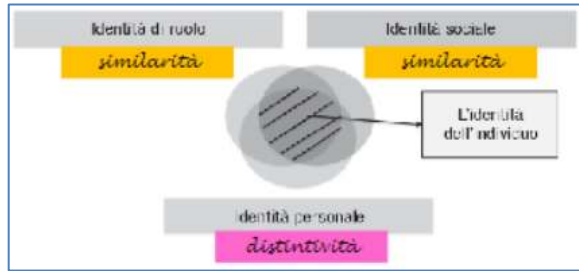 Identità di ruolo
similarità
Identità sociale
similarità
L'identità
dell'individuo
Identità personale
distintività